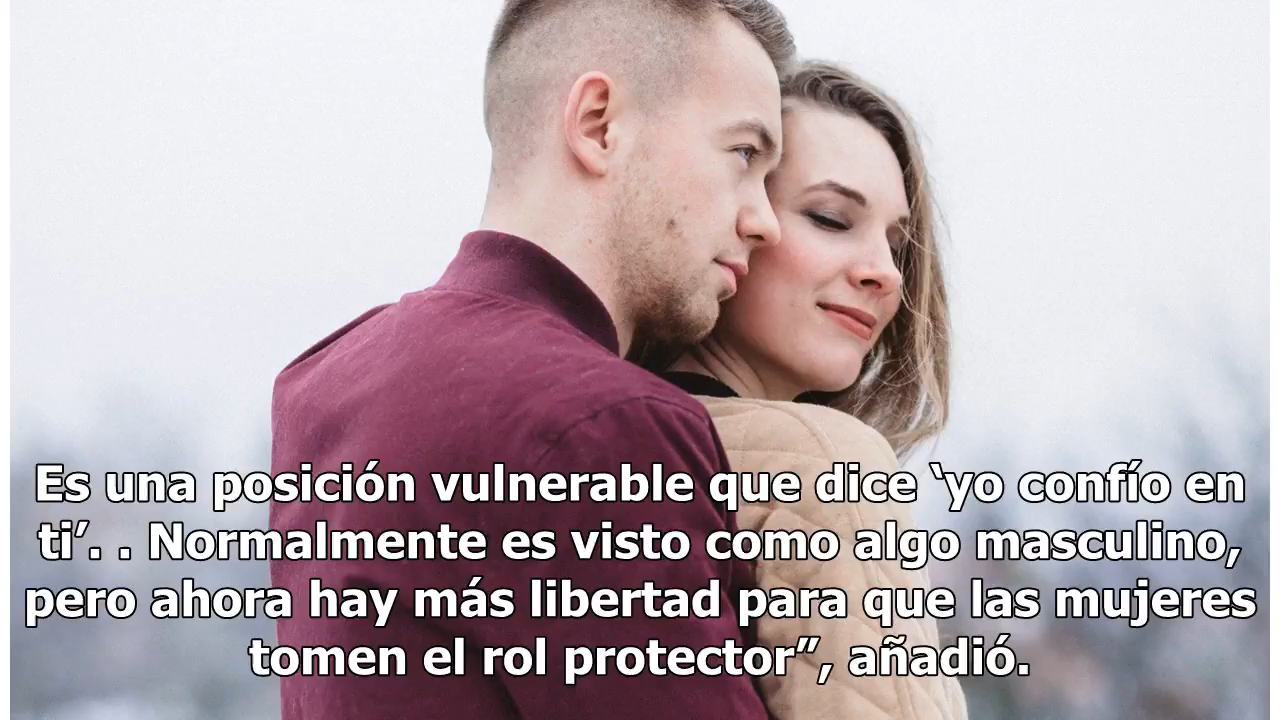 Es una posición vulnerable que dice ‘yo confío en
ti’. . Normalmente es visto como algo masculino,
pero ahora hay más libertad para que las mujeres
tomen el rol protector”, añadió.